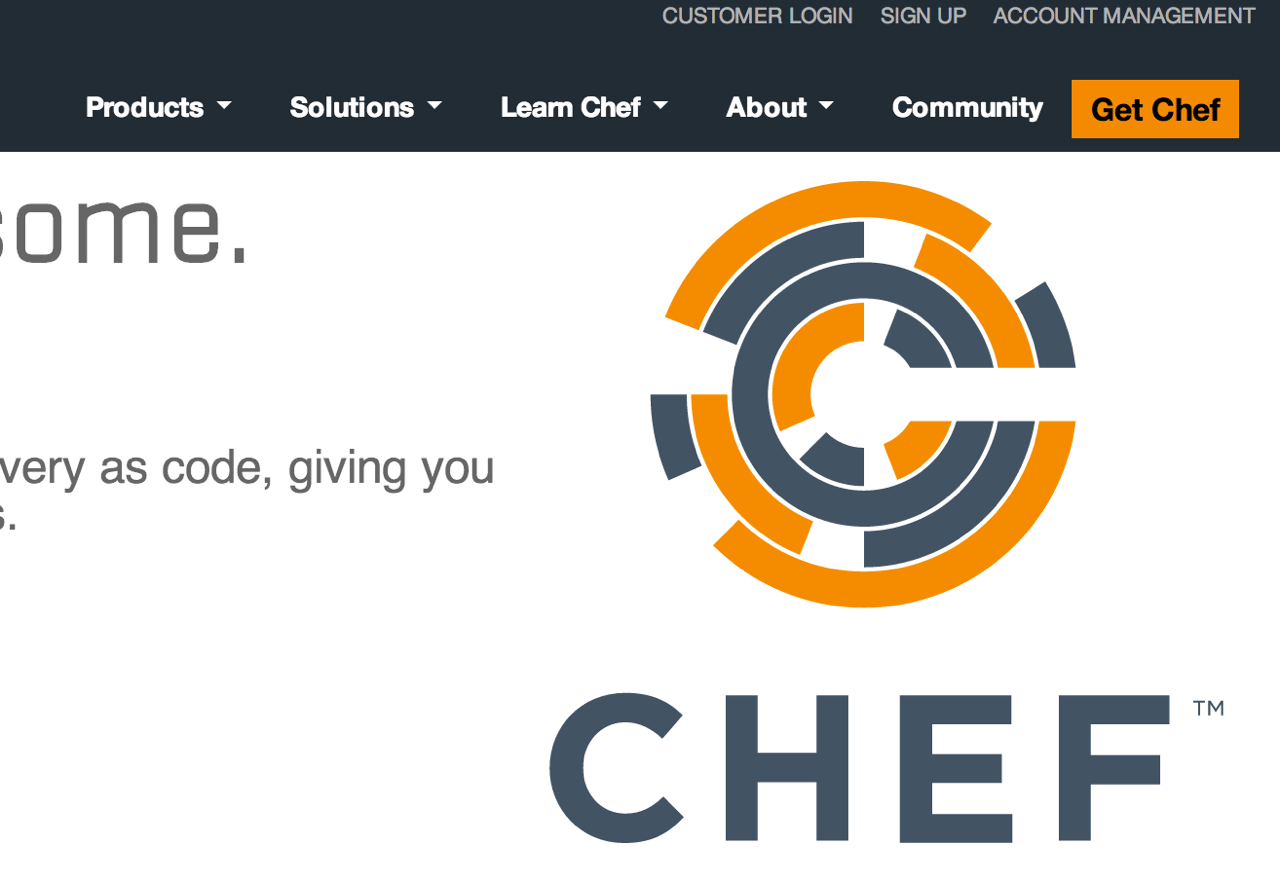 CUSTOMER LOGIN SIGN UP ACCOUNT MANAGEMENT
Products Solutions Learn Chef About Community Get Chef
some.
very as code, giving you
s.
CHEF™